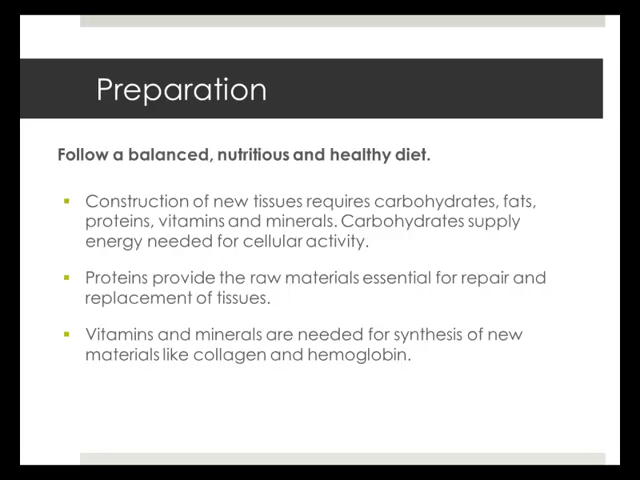 Preparation
Follow a balanced, nutritious and healthy diet.
▪ Construction of new tissues requires carbohydrates, fats,
proteins, vitamins and minerals. Carbohydrates supply
energy needed for cellular activity.
▪ Proteins provide the raw materials essential for repair and
replacement of tissues.
▪ Vitamins and minerals are needed for synthesis of new
materials like collagen and hemoglobin.